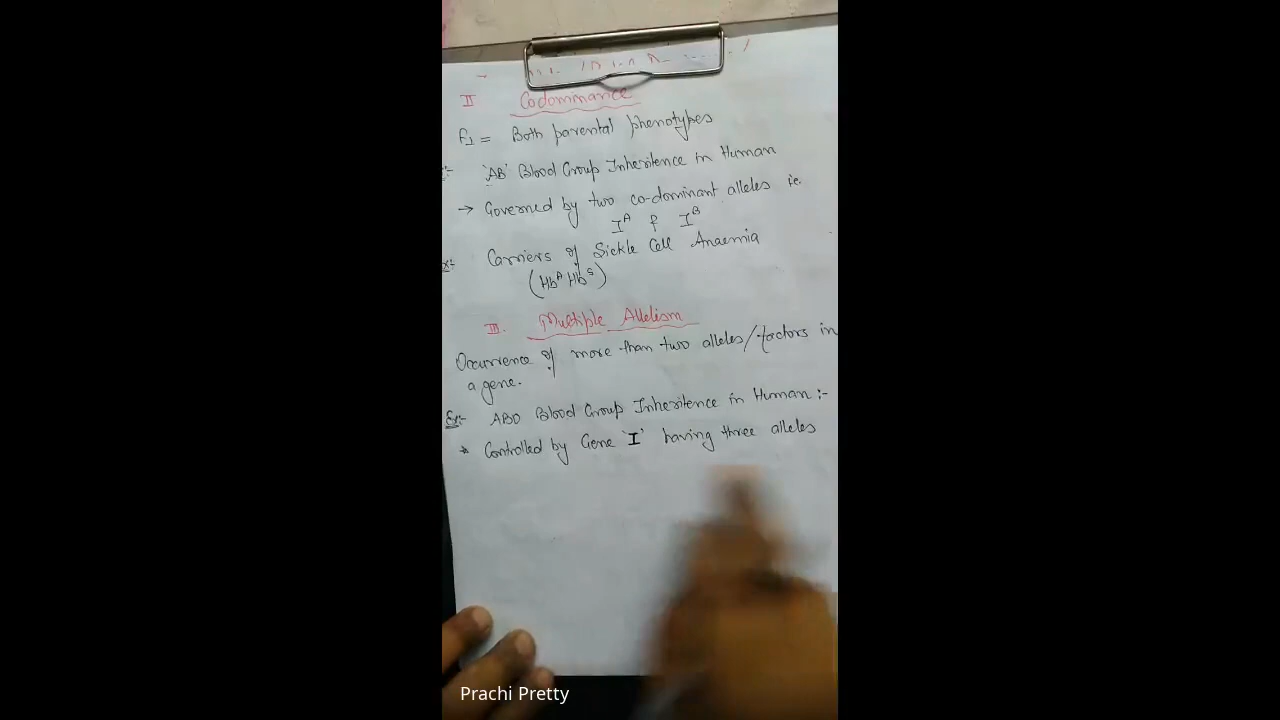 II Codominance
F1 = Both parental phenotypes
'AB' Blood Group Inheritence in Human
→ Governed by two co-dominant alleles ie.
I^A & I^B
Ex:- Carriers of Sickle Cell Anaemia
(Hb^A Hb^S)
III. Multiple Allelism
Occurrence of more than two alleles/factors in
a gene.
Ex:- ABO Blood Group Inheritence in Human :-
* Controlled by Gene 'I' having three alleles
Prachi Pretty